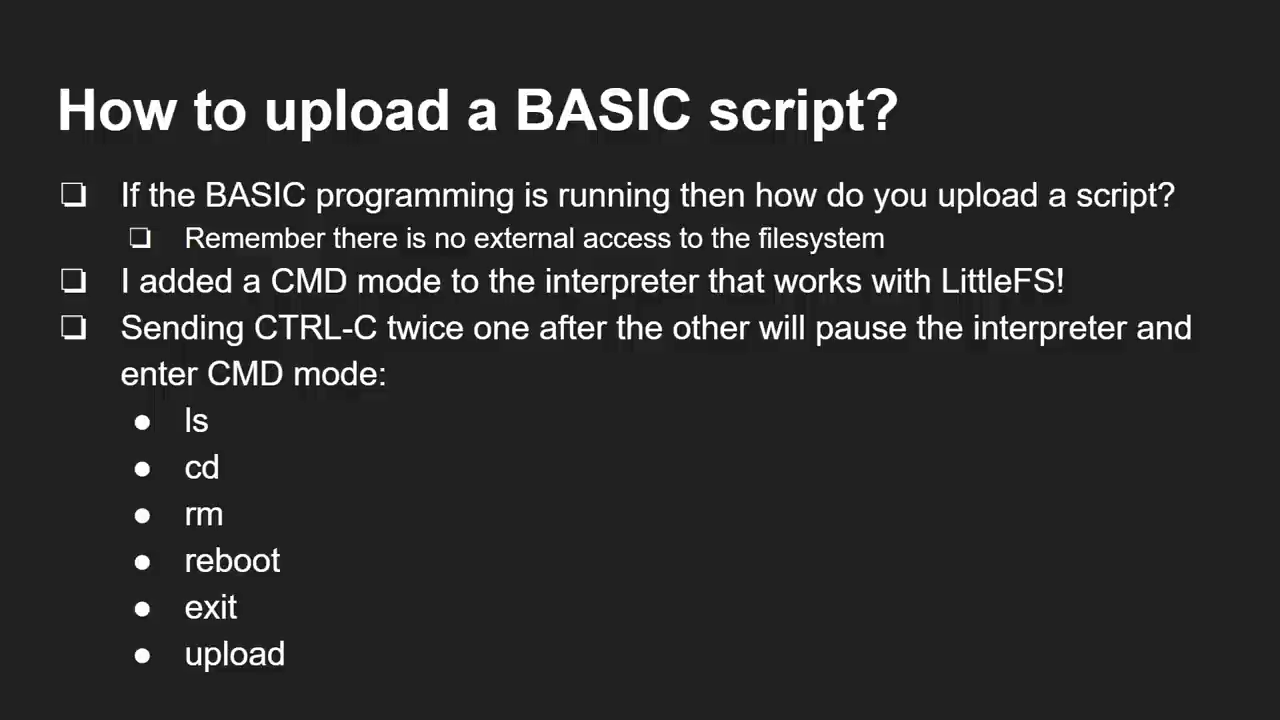 How to upload a BASIC script?
If the BASIC programming is running then how do you upload a script?
Remember there is no external access to the filesystem
I added a CMD mode to the interpreter that works with LittleFS!
Sending CTRL-C twice one after the other will pause the interpreter and
enter CMD mode:
ls
cd
rm
reboot
exit
upload